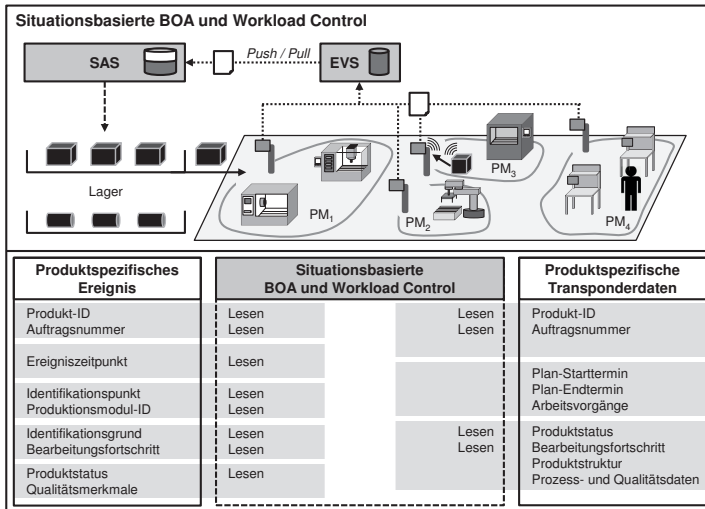 Situationsbasierte BOA und Workload Control
SAS
Push / Pull
EVS
Lager
PM1
PM2
PM3
PM4
Produktspezifisches
Ereignis
Situationsbasierte
BOA und Workload Control
Produktspezifische
Transponderdaten
Produkt-ID Lesen Lesen Produkt-ID
Auftragsnummer Lesen Lesen Auftragsnummer
Ereigniszeitpunkt Lesen
Plan-Starttermin
Plan-Endtermin
Arbeitsvorgänge
Identifikationspunkt Lesen
Produktionsmodul-ID Lesen
Identifikationsgrund Lesen Lesen Produktstatus
Bearbeitungsfortschritt Lesen Lesen Bearbeitungsfortschritt
Produktstruktur
Prozess- und Qualitätsdaten
Produktstatus Lesen
Qualitätsmerkmale